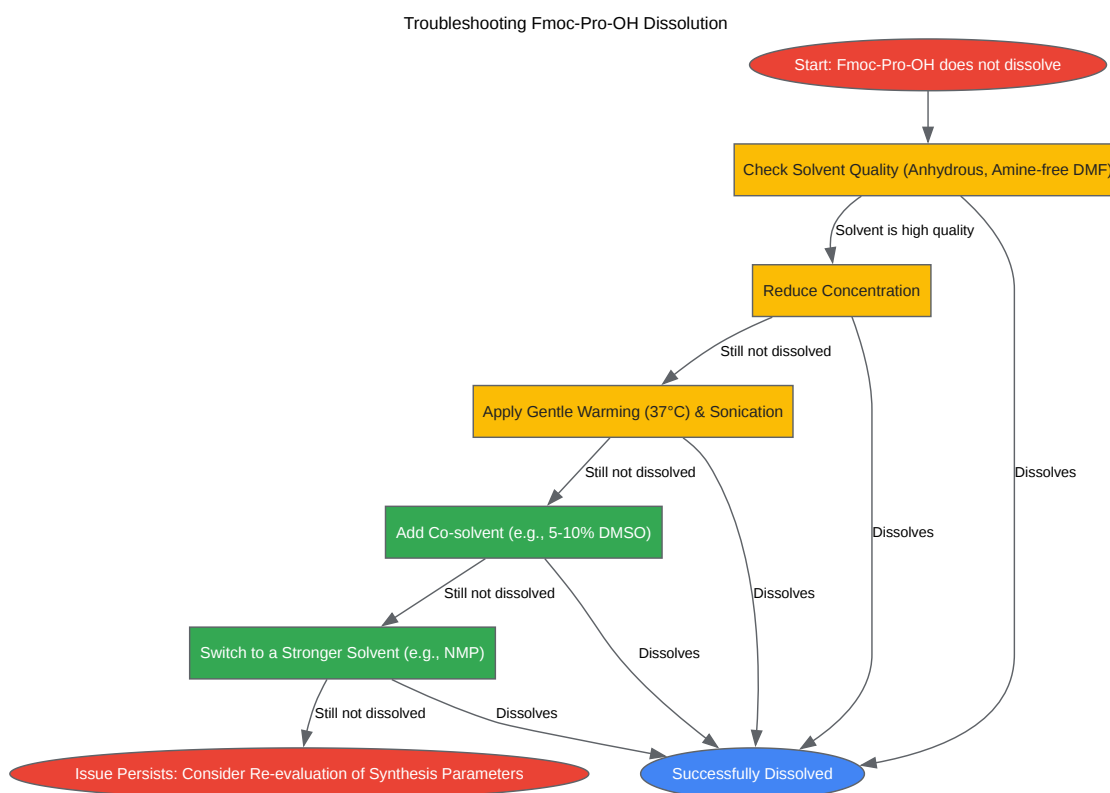 Troubleshooting Fmoc-Pro-OH Dissolution
Start: Fmoc-Pro-OH does not dissolve
Check Solvent Quality (Anhydrous, Amine-free DMF)
Solvent is high quality
Reduce Concentration
Still not dissolved
Apply Gentle Warming (37°C) & Sonication
Still not dissolved
Dissolves
Add Co-solvent (e.g., 5-10% DMSO)
Dissolves
Still not dissolved
Dissolves
Switch to a Stronger Solvent (e.g., NMP)
Dissolves
Still not dissolved
Dissolves
Issue Persists: Consider Re-evaluation of Synthesis Parameters
Successfully Dissolved